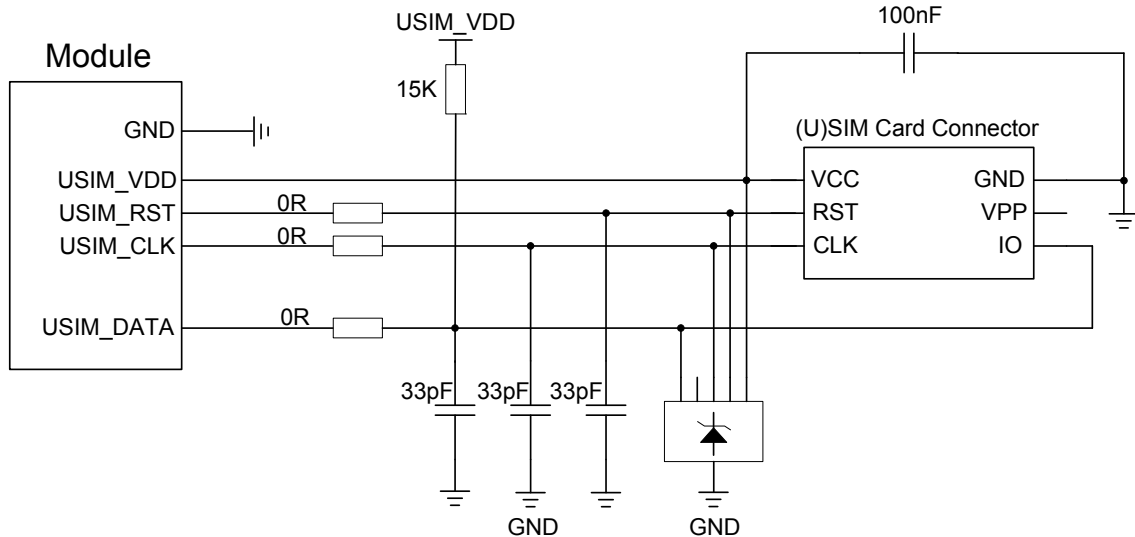 100nF
USIM_VDD
Module
15K
(U)SIM Card Connector
GND
USIM_VDD
VCC
GND
USIM_RST
0R
RST
VPP
USIM_CLK
0R
CLK
IO
USIM_DATA
0R
33pF
33pF
33pF
GND
GND